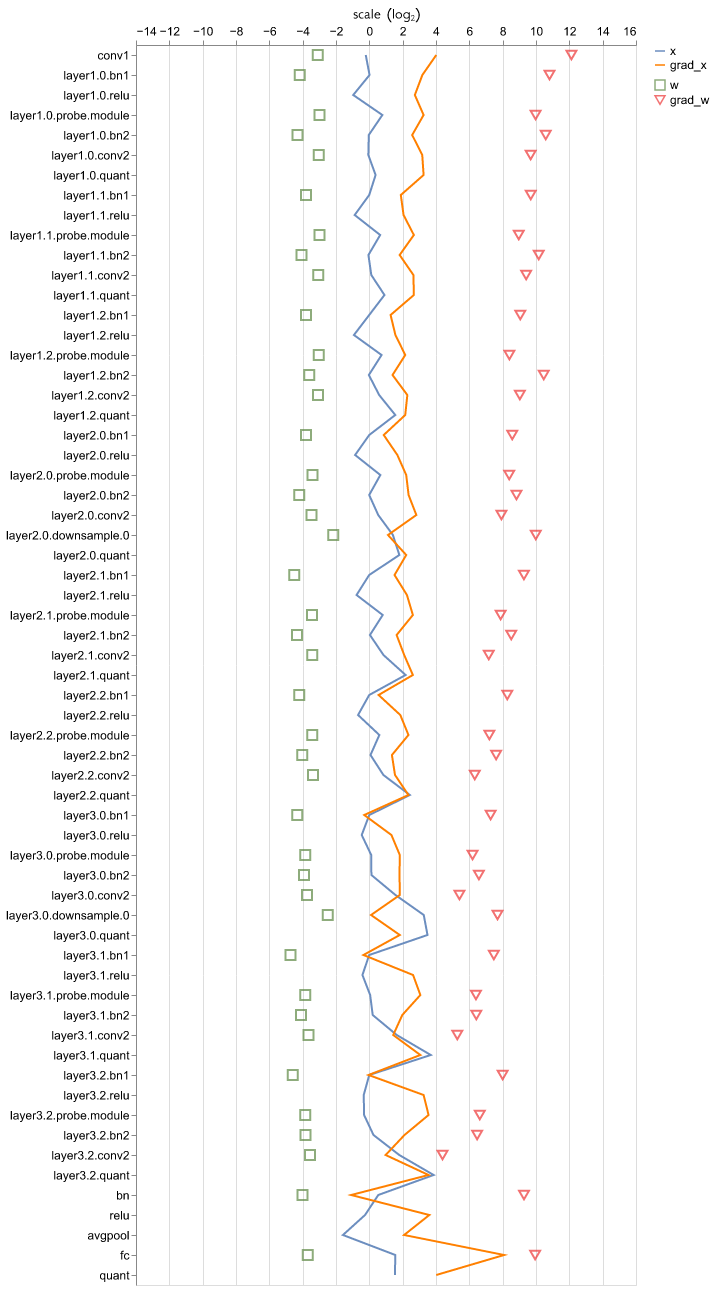 scale (log₂)
−14 −12 −10 −8 −6 −4 −2 0 2 4 6 8 10 12 14 16
x
grad_x
w
grad_w
conv1
layer1.0.bn1
layer1.0.relu
layer1.0.probe.module
layer1.0.bn2
layer1.0.conv2
layer1.0.quant
layer1.1.bn1
layer1.1.relu
layer1.1.probe.module
layer1.1.bn2
layer1.1.conv2
layer1.1.quant
layer1.2.bn1
layer1.2.relu
layer1.2.probe.module
layer1.2.bn2
layer1.2.conv2
layer1.2.quant
layer2.0.bn1
layer2.0.relu
layer2.0.probe.module
layer2.0.bn2
layer2.0.conv2
layer2.0.downsample.0
layer2.0.quant
layer2.1.bn1
layer2.1.relu
layer2.1.probe.module
layer2.1.bn2
layer2.1.conv2
layer2.1.quant
layer2.2.bn1
layer2.2.relu
layer2.2.probe.module
layer2.2.bn2
layer2.2.conv2
layer2.2.quant
layer3.0.bn1
layer3.0.relu
layer3.0.probe.module
layer3.0.bn2
layer3.0.conv2
layer3.0.downsample.0
layer3.0.quant
layer3.1.bn1
layer3.1.relu
layer3.1.probe.module
layer3.1.bn2
layer3.1.conv2
layer3.1.quant
layer3.2.bn1
layer3.2.relu
layer3.2.probe.module
layer3.2.bn2
layer3.2.conv2
layer3.2.quant
bn
relu
avgpool
fc
quant